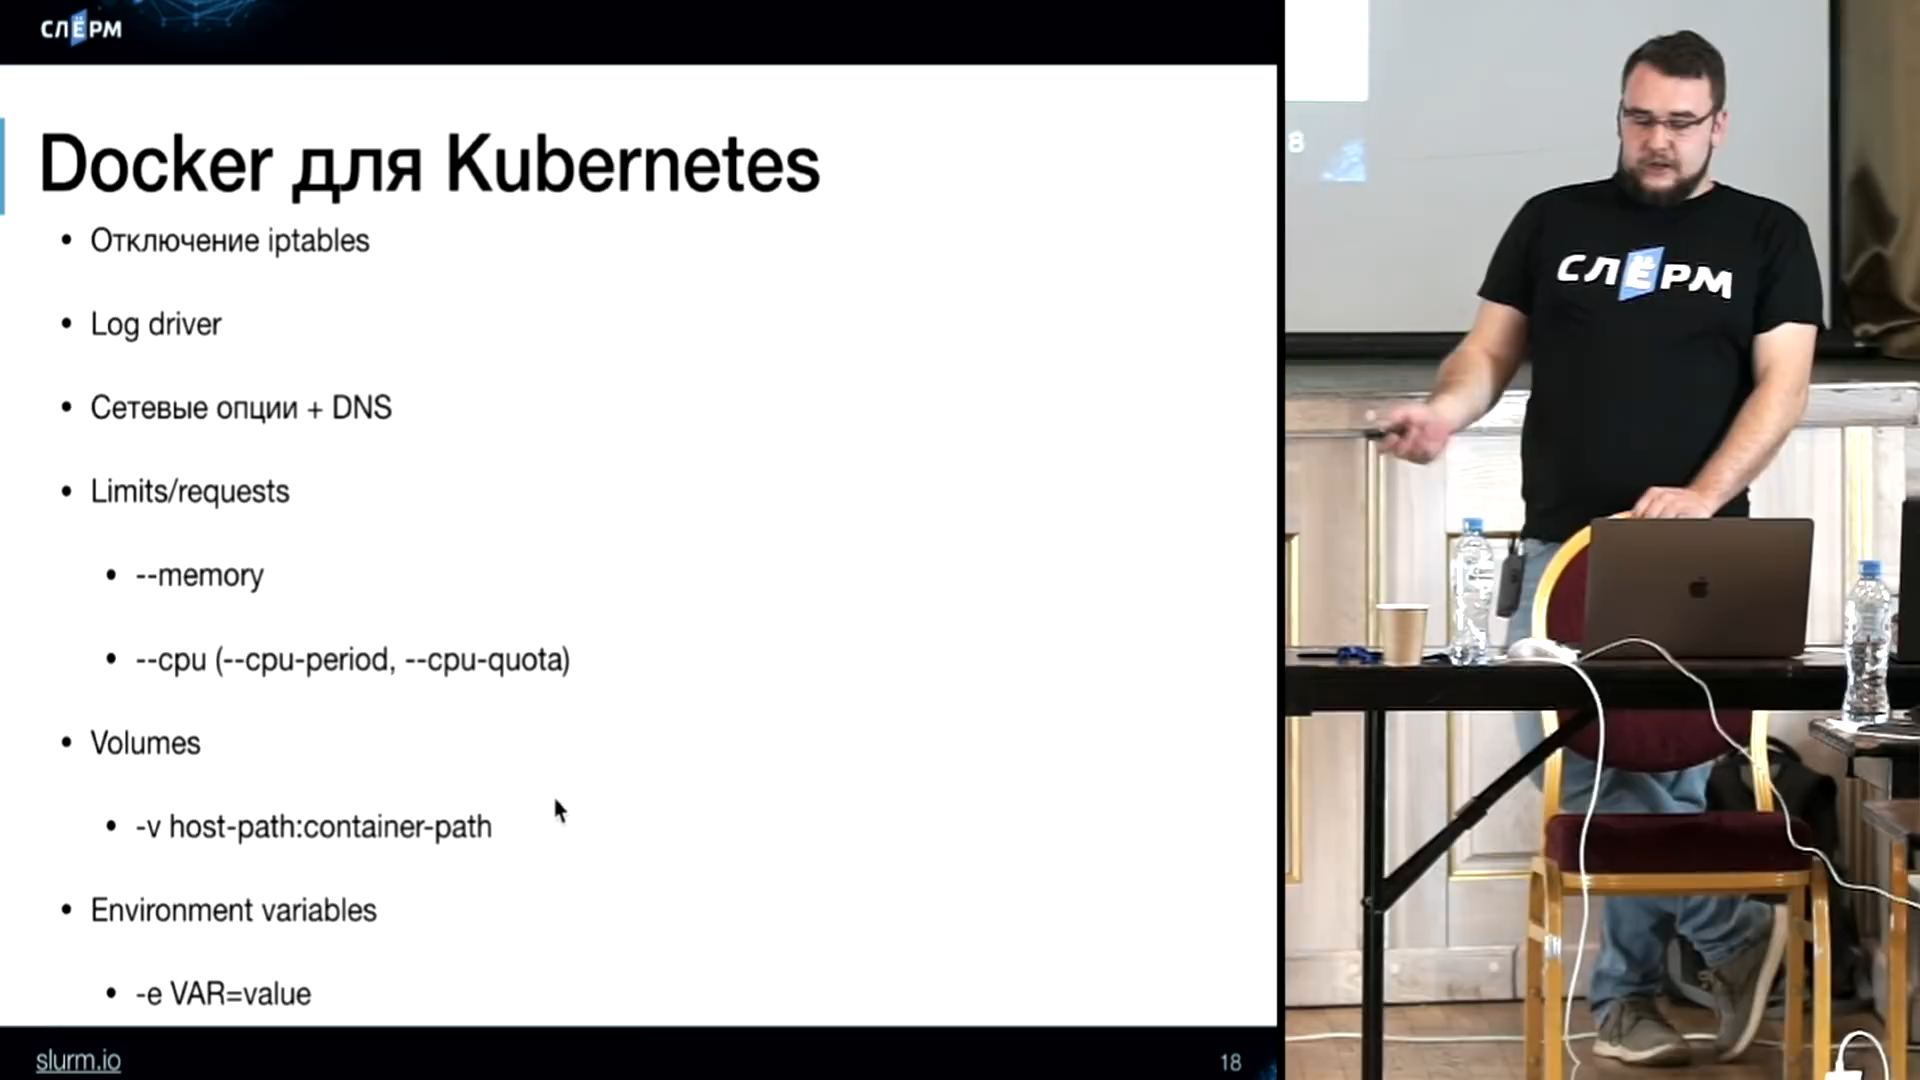 СЛЁРМ
Docker для Kubernetes
• Отключение iptables
• Log driver
• Сетевые опции + DNS
• Limits/requests
• --memory
• --cpu (--cpu-period, --cpu-quota)
• Volumes
• -v host-path:container-path
• Environment variables
• -e VAR=value
slurm.io
18
8
СЛЁРМ